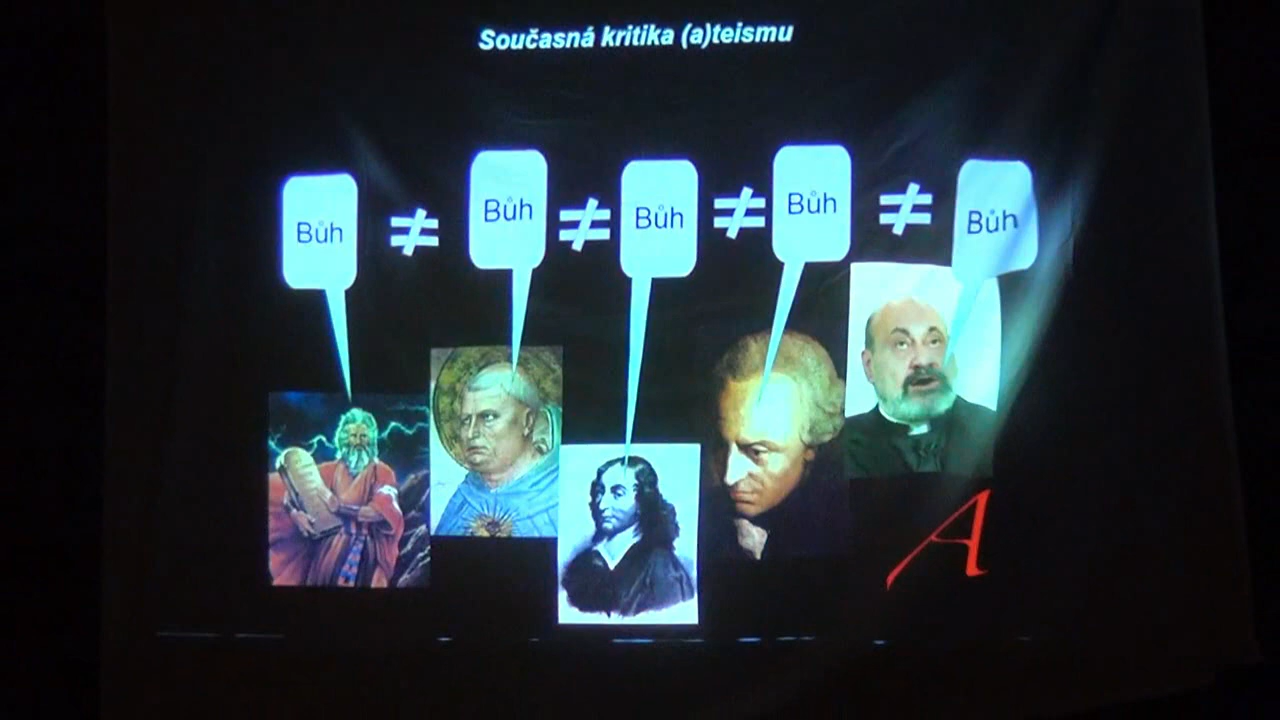 Současná kritika (a)teismu
Bůh ≠ Bůh ≠ Bůh ≠ Bůh ≠ Bůh
A